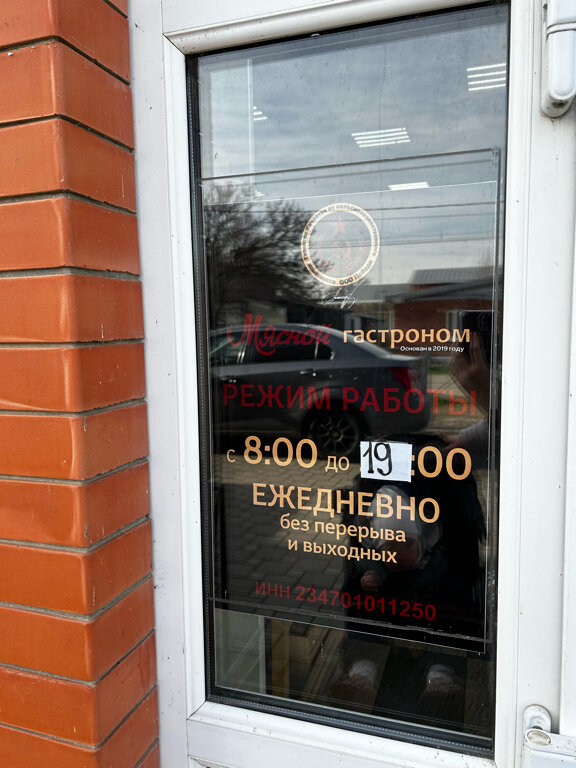 Мясной гастроном
Основан в 2019 году
РЕЖИМ РАБОТЫ
с 8:00 до 19:00
ЕЖЕДНЕВНО
без перерыва
и выходных
ИНН 234701011250